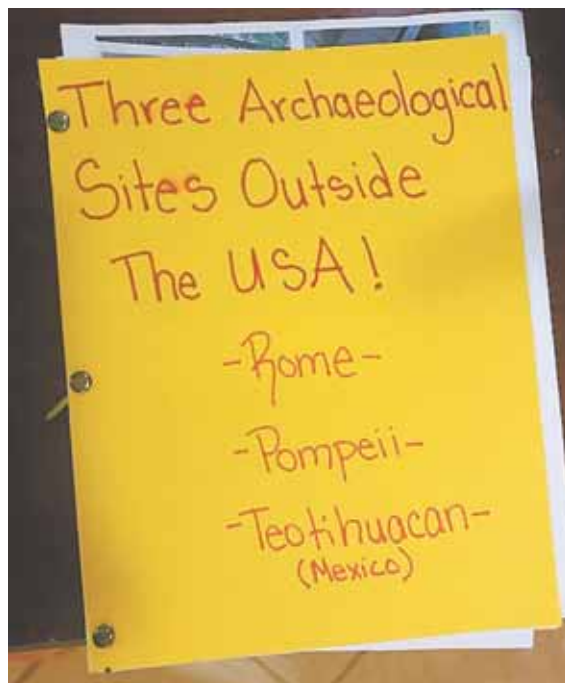 Three Archaeological
Sites Outside
The USA!
-Rome-
-Pompeii-
-Teotihuacan-
(Mexico)